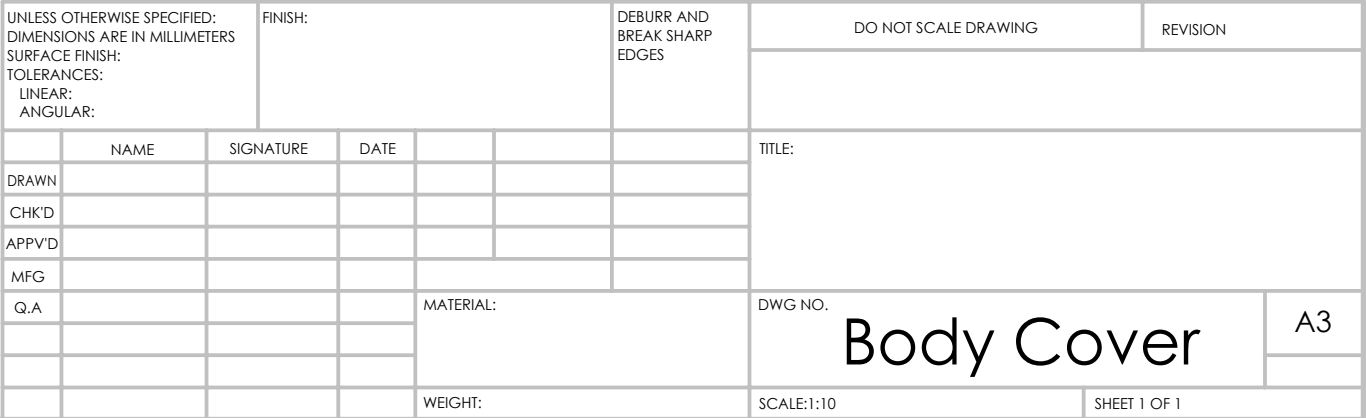 UNLESS OTHERWISE SPECIFIED:
DIMENSIONS ARE IN MILLIMETERS
SURFACE FINISH:
TOLERANCES:
LINEAR:
ANGULAR:
FINISH:
DEBURR AND
BREAK SHARP
EDGES
DO NOT SCALE DRAWING
REVISION
NAME
SIGNATURE
DATE
DRAWN
CHK'D
APPV'D
MFG
Q.A
TITLE:
MATERIAL:
DWG NO.
Body Cover
A3
WEIGHT:
SCALE:1:10
SHEET 1 OF 1